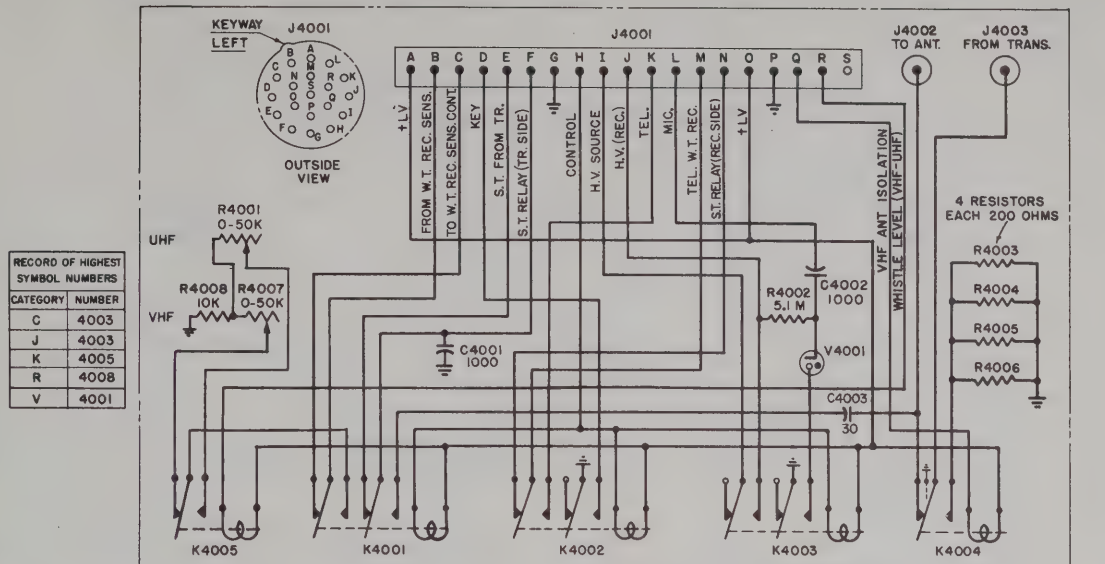 KEYWAY
LEFT
J4001
B A L
C N M R K
D O S Q J
E P I
F G H
OUTSIDE
VIEW
J4001
J4002
TO ANT.
J4003
FROM TRANS.
A B C D E F G H I J K L M N O P Q R S
+LV
FROM W. T. REC. SENS.
TO W. T. REC. SENS. CONT.
KEY
S.T. FROM TR.
S.T. RELAY (TR. SIDE)
CONTROL
H.V. SOURCE
H.V. (REC.)
TEL.
MIC.
TEL. W. T. REC.
S.T. RELAY (REC. SIDE)
+LV
VHF ANT ISOLATION
WHISTLE LEVEL (VHF-UHF)
R4001
0-50K
UHF
R4008
10K
R4007
0-50K
VHF
RECORD OF HIGHEST
SYMBOL NUMBERS
CATEGORY NUMBER
C 4003
J 4003
K 4005
R 4008
V 4001
C4001
1000
R4002
5.1 M
C4002
1000
V4001
C4003
30
4 RESISTORS
EACH 200 OHMS
R4003
R4004
R4005
R4006
K4005
K4001
K4002
K4003
K4004